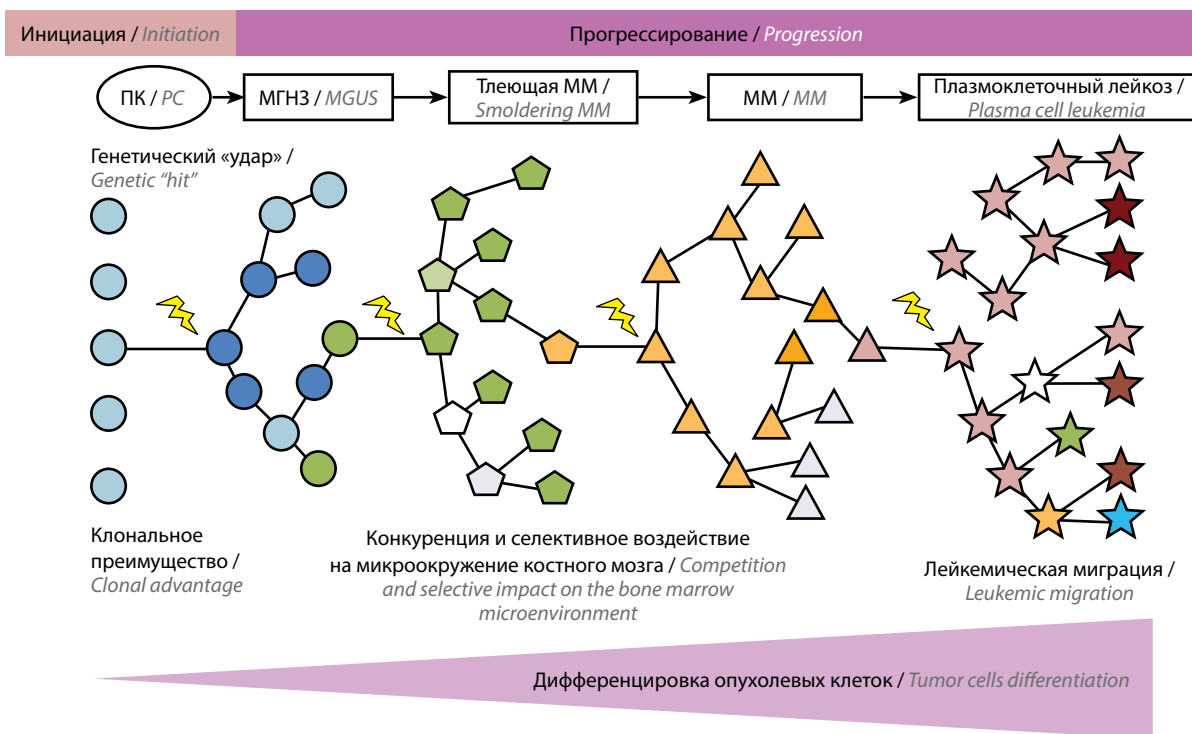 Инициация / Initiation
Прогрессирование / Progression
ПК / PC
МГНЗ / MGUS
Тлеющая ММ /
Smoldering MM
ММ / MM
Плазмоклеточный лейкоз /
Plasma cell leukemia
Генетический «удар» /
Genetic “hit”
Клональное
преимущество /
Clonal advantage
Конкуренция и селективное воздействие
на микроокружение костного мозга / Competition
and selective impact on the bone marrow
microenvironment
Лейкемическая миграция /
Leukemic migration
Дифференцировка опухолевых клеток / Tumor cells differentiation